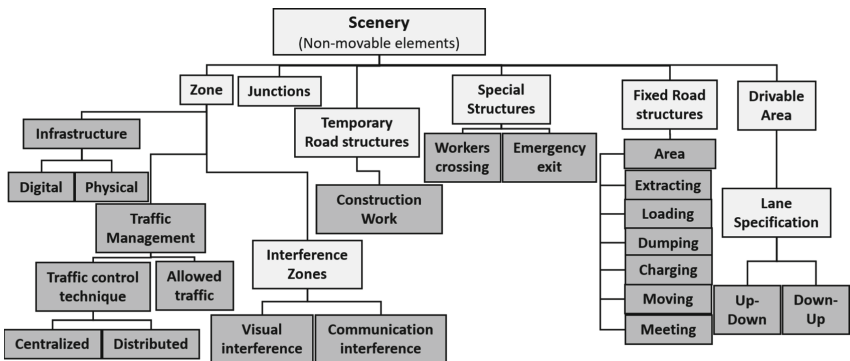 Scenery
(Non-movable elements)
Zone
Junctions
Temporary
Road structures
Special
Structures
Fixed Road
structures
Drivable
Area
Infrastructure
Digital
Physical
Traffic
Management
Traffic control
technique
Allowed
traffic
Centralized
Distributed
Interference
Zones
Visual
interference
Communication
interference
Construction
Work
Workers
crossing
Emergency
exit
Area
Extracting
Loading
Dumping
Charging
Moving
Meeting
Lane
Specification
Up-
Down
Down-
Up